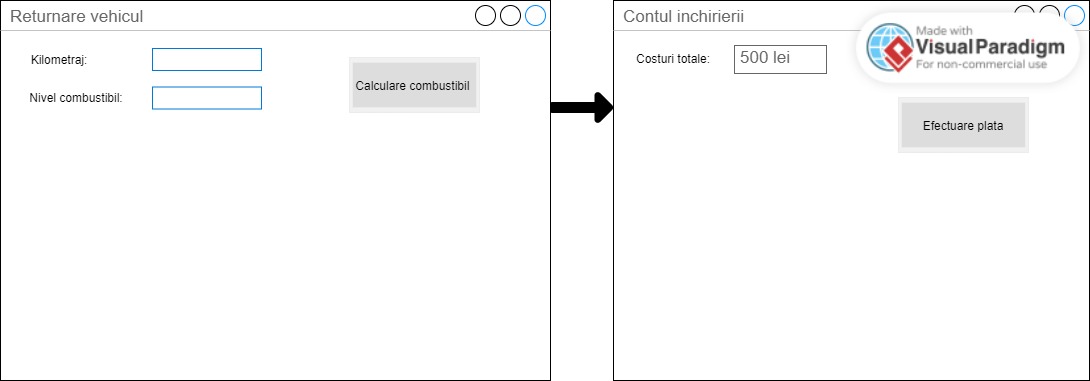 Returnare vehicul
Kilometraj:
Nivel combustibil:
Calculare combustibil
Contul inchirierii
Costuri totale:
500 lei
Efectuare plata
Made with
Visual Paradigm
For non-commercial use